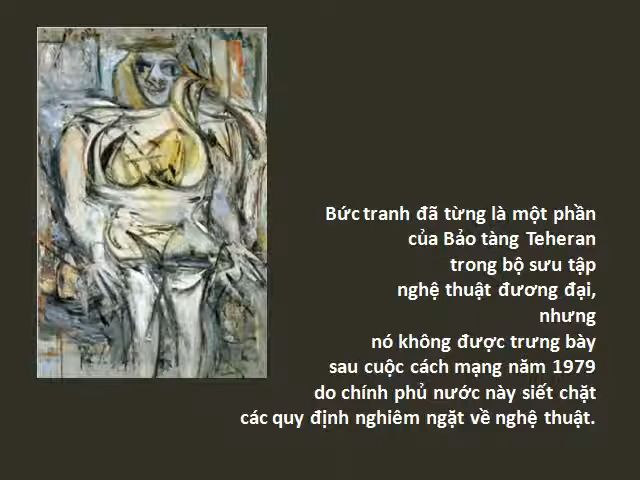 Bức tranh đã từng là một phần
của Bảo tàng Teheran
trong bộ sưu tập
nghệ thuật đương đại,
nhưng
nó không được trưng bày
sau cuộc cách mạng năm 1979
do chính phủ nước này siết chặt
các quy định nghiêm ngặt về nghệ thuật.